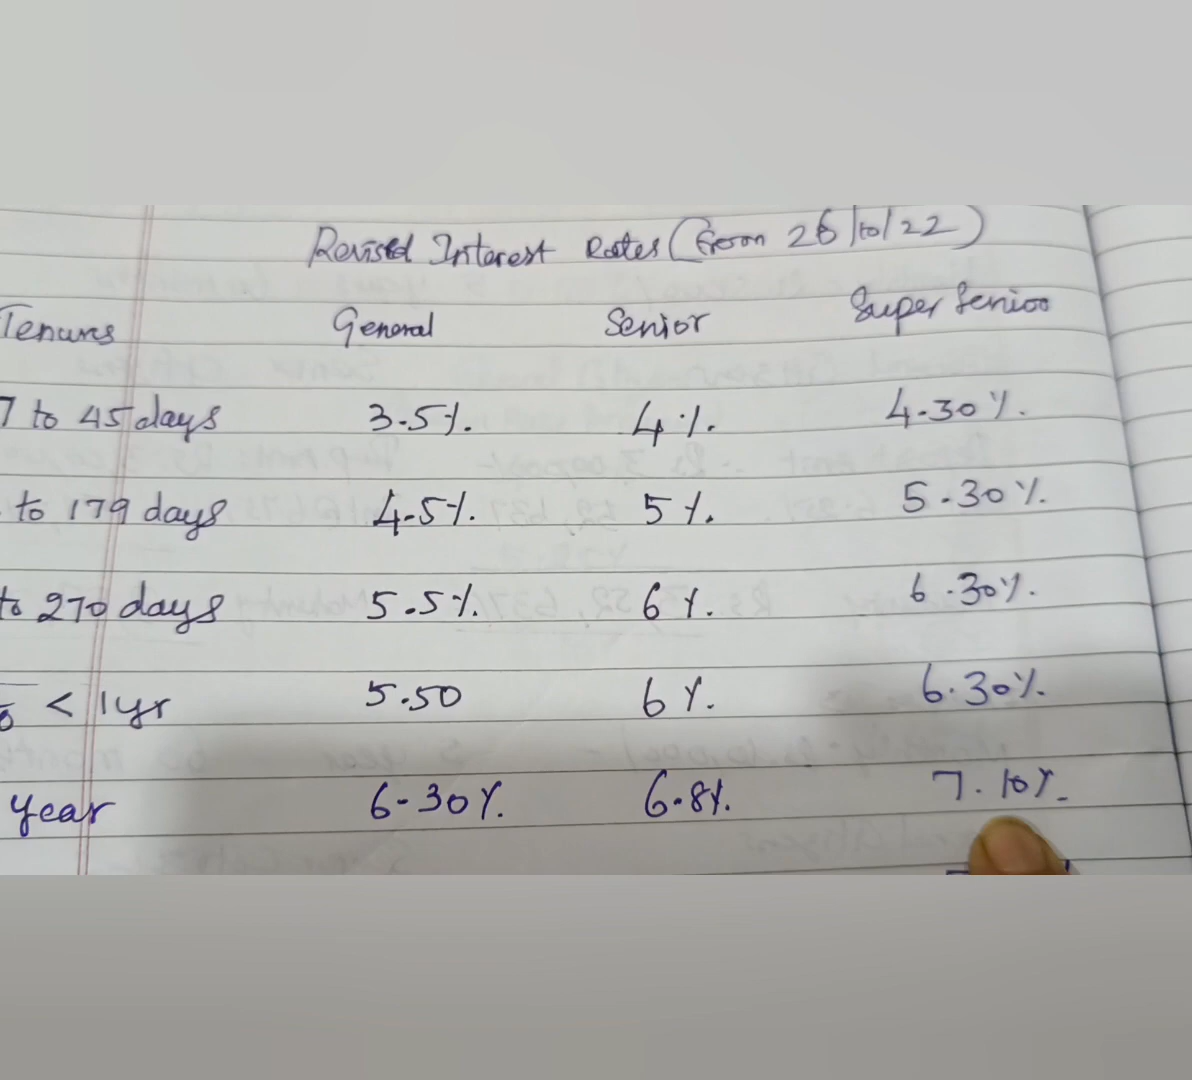 Revised Interest Rates (from 26/10/22)
Tenures General Senior Super Senior
7 to 45 days 3.5% 4% 4.30%
to 179 days 4.5% 5% 5.30%
to 270 days 5.5% 6% 6.30%
< 1yr 5.50 6% 6.30%
year 6.30% 6.8% 7.10%